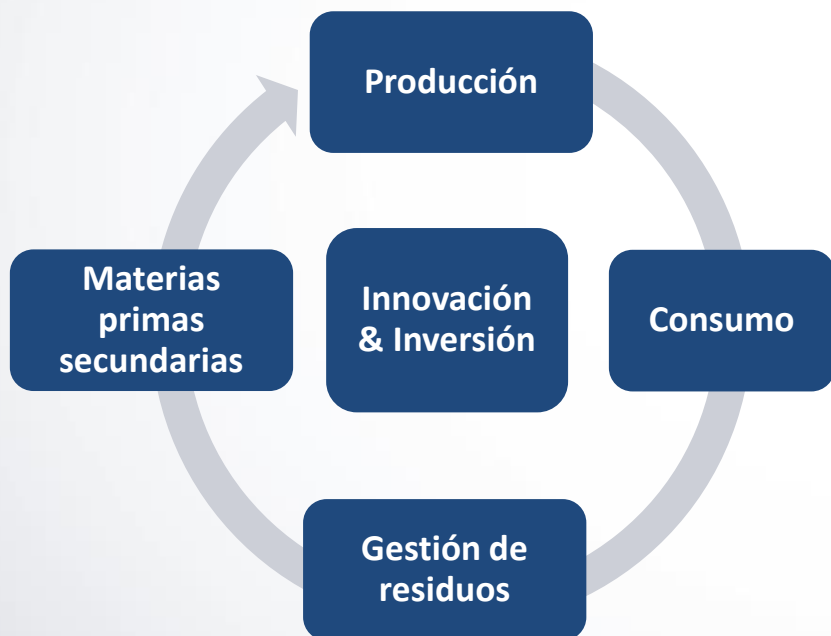 Producción
Materias
primas
secundarias
Innovación
& Inversión
Consumo
Gestión de
residuos